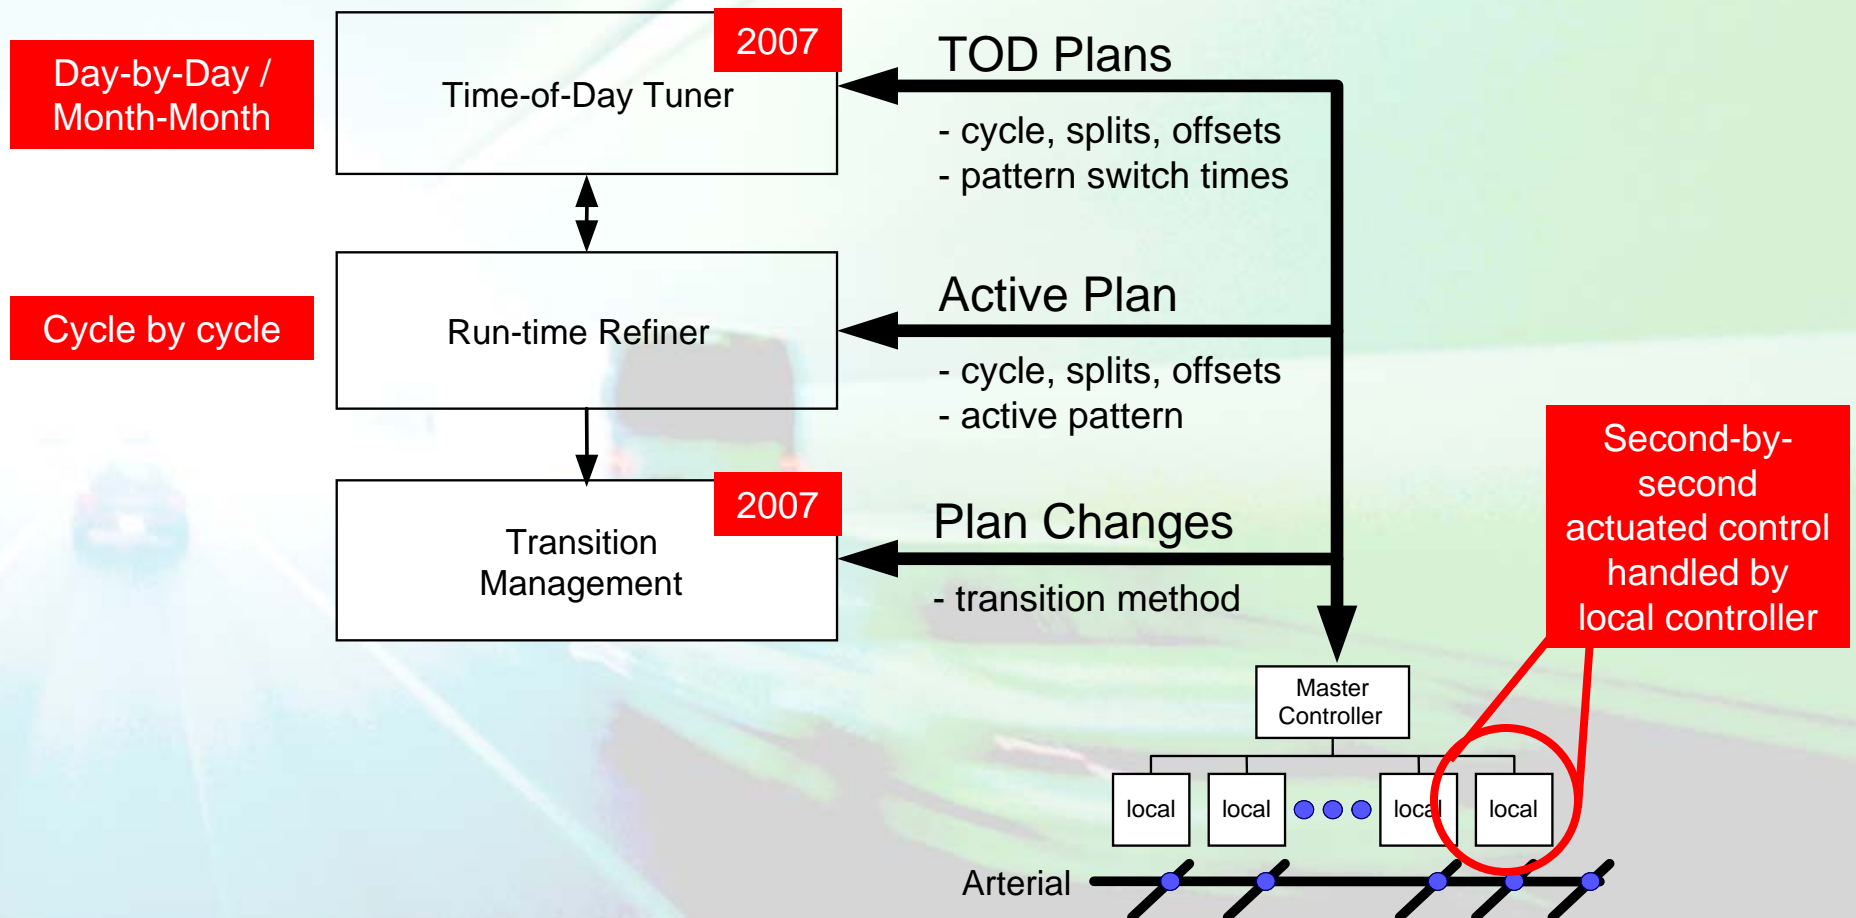 Day-by-Day /
Month-Month
2007
Time-of-Day Tuner
TOD Plans
- cycle, splits, offsets
- pattern switch times
Cycle by cycle
Run-time Refiner
Active Plan
- cycle, splits, offsets
- active pattern
2007
Transition
Management
Plan Changes
- transition method
Second-by-
second
actuated control
handled by
local controller
Master
Controller
local
local
local
local
Arterial